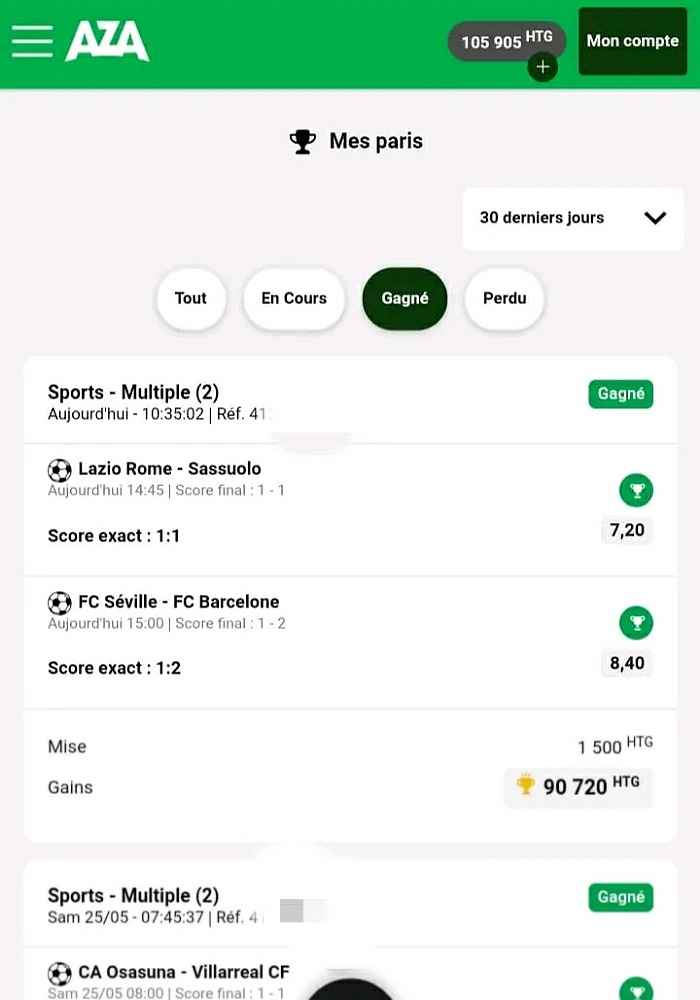 AZA
105 905 HTG
+
Mon compte
Mes paris
30 derniers jours
Tout
En Cours
Gagné
Perdu
Sports - Multiple (2)
Gagné
Aujourd'hui - 10:35:02 | Réf. 41
Lazio Rome - Sassuolo
Aujourd'hui 14:45 | Score final : 1 - 1
Score exact : 1:1
7,20
FC Séville - FC Barcelone
Aujourd'hui 15:00 | Score final : 1 - 2
Score exact : 1:2
8,40
Mise
1 500 HTG
Gains
90 720 HTG
Sports - Multiple (2)
Gagné
Sam 25/05 - 07:45:37 | Réf. 4
CA Osasuna - Villarreal CF
Sam 25/05 08:00 | Score final : 1 - 1